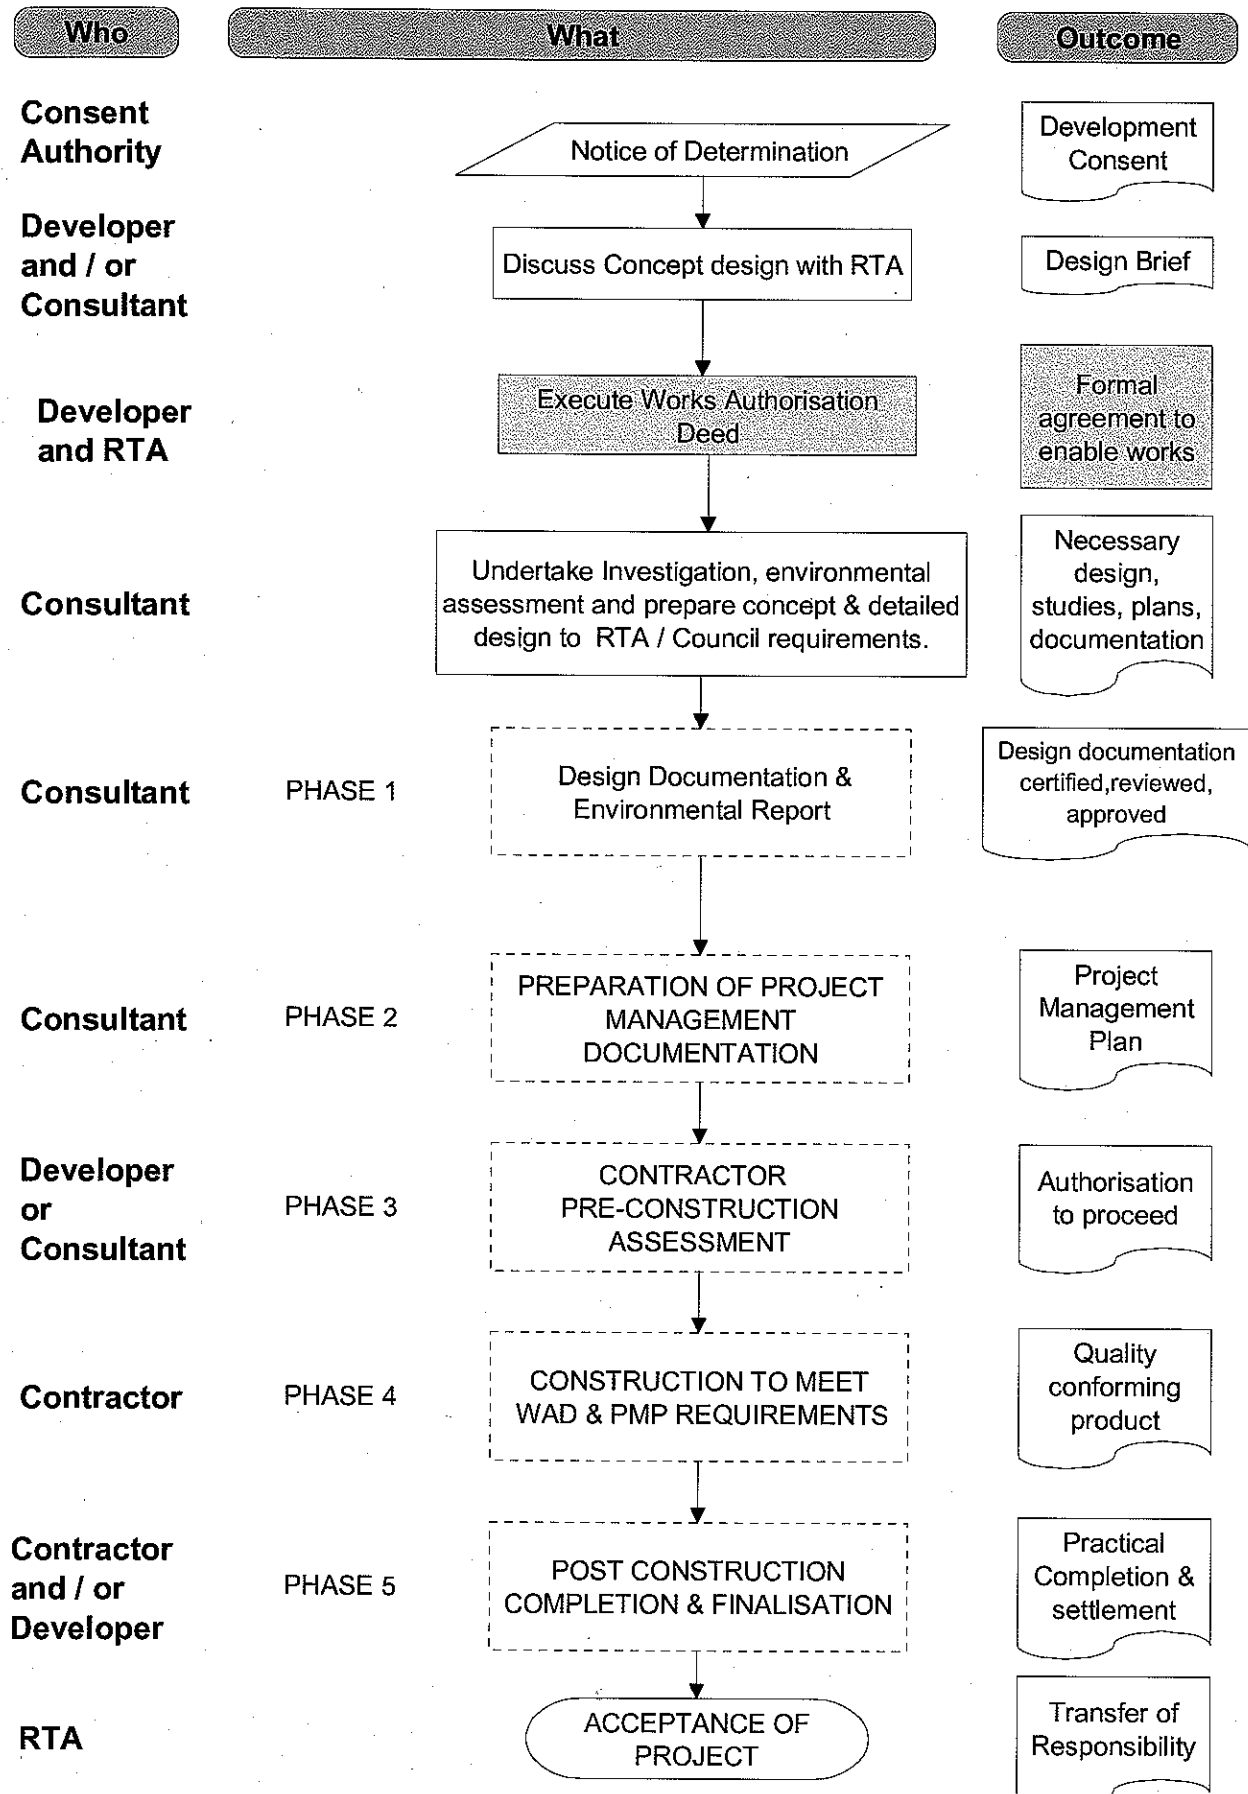 Who
What
Outcome
Consent
Authority
Notice of Determination
Development
Consent
Developer
and / or
Consultant
Discuss Concept design with RTA
Design Brief
Developer
and RTA
Execute Works Authorisation
Deed
Formal
agreement to
enable works
Consultant
Undertake Investigation, environmental
assessment and prepare concept & detailed
design to RTA / Council requirements.
Necessary
design,
studies, plans,
documentation
Consultant
PHASE 1
Design Documentation &
Environmental Report
Design documentation
certified,reviewed,
approved
Consultant
PHASE 2
PREPARATION OF PROJECT
MANAGEMENT
DOCUMENTATION
Project
Management
Plan
Developer
or
Consultant
PHASE 3
CONTRACTOR
PRE-CONSTRUCTION
ASSESSMENT
Authorisation
to proceed
Contractor
PHASE 4
CONSTRUCTION TO MEET
WAD & PMP REQUIREMENTS
Quality
conforming
product
Contractor
and / or
Developer
PHASE 5
POST CONSTRUCTION
COMPLETION & FINALISATION
Practical
Completion &
settlement
RTA
ACCEPTANCE OF
PROJECT
Transfer of
Responsibility